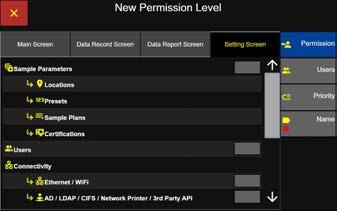 New Permission Level
Main Screen
Data Record Screen
Data Report Screen
Setting Screen
Permission
Users
Priority
Name
Sample Parameters
Locations
123 Presets
Sample Plans
Certifications
Users
Connectivity
Ethernet / WiFi
AD / LDAP / CIFS / Network Printer / 3rd Party API